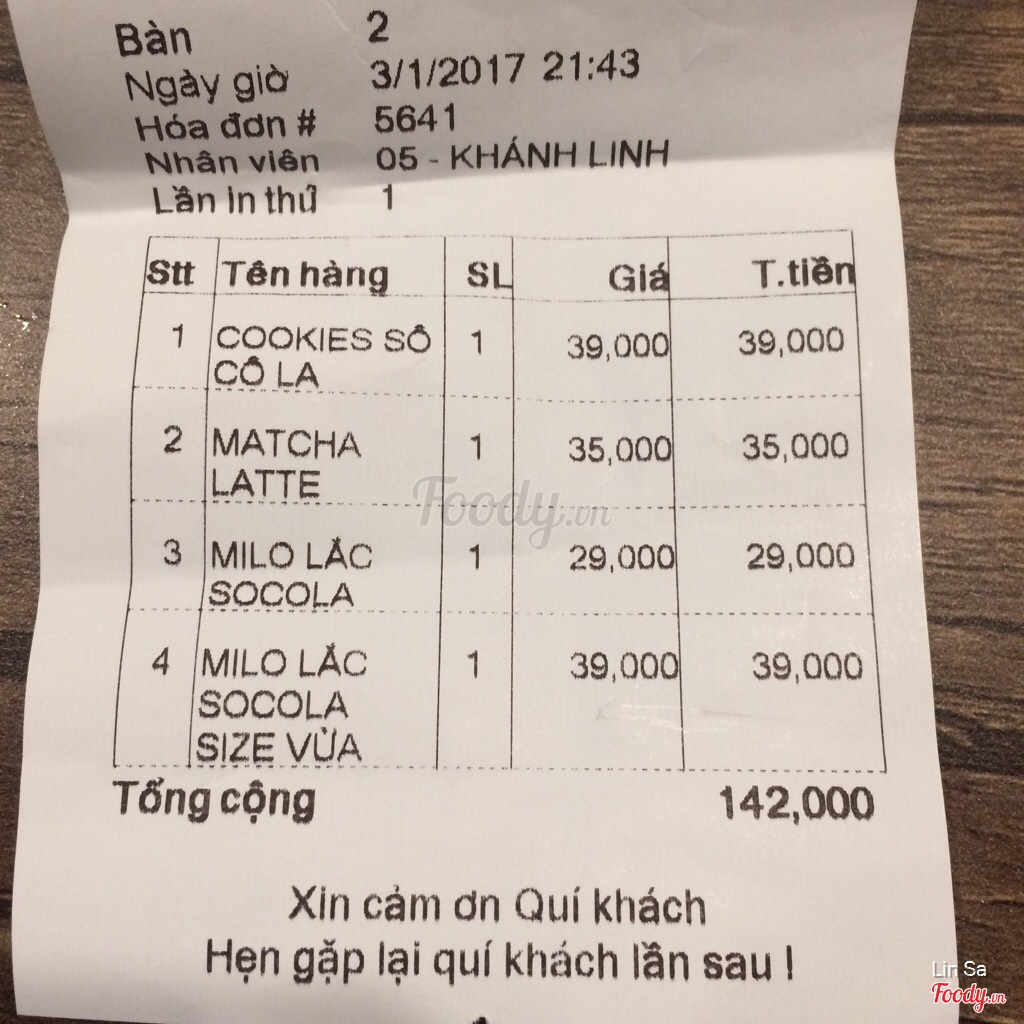 Bàn 2
Ngày giờ 3/1/2017 21:43
Hóa đơn # 5641
Nhân viên 05 - KHÁNH LINH
Lần in thứ 1
Stt Tên hàng SL Giá T.tiền
1 COOKIES SÔ 1 39,000 39,000
CÔ LA
2 MATCHA 1 35,000 35,000
LATTE
Foody.vn
3 MILO LẮC 1 29,000 29,000
SOCOLA
4 MILO LẮC 1 39,000 39,000
SOCOLA
SIZE VỪA
Tổng cộng 142,000
Xin cảm ơn Quí khách
Hẹn gặp lại quí khách lần sau !
Lin Sa
Foody.vn